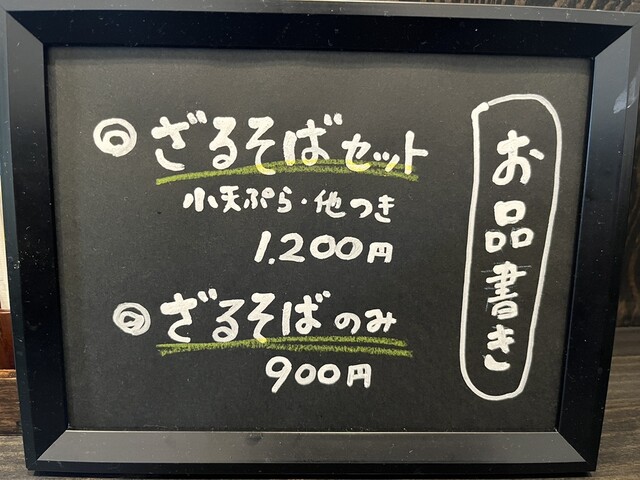 お品書き
◎ざるそばセット
小天ぷら・他つき
1.200円
◎ざるそばのみ
900円